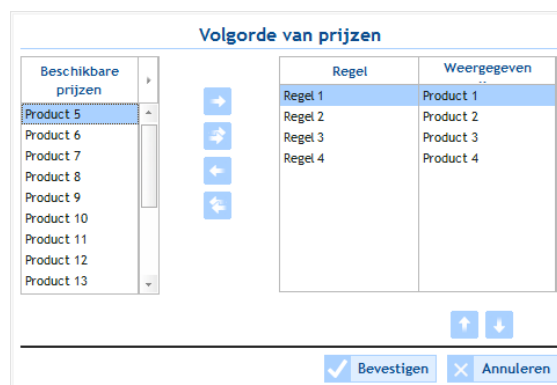 Volgorde van prijzen
Beschikbare
prijzen
Product 5
Product 6
Product 7
Product 8
Product 9
Product 10
Product 11
Product 12
Product 13
Regel Weergegeven
Regel 1 Product 1
Regel 2 Product 2
Regel 3 Product 3
Regel 4 Product 4
Bevestigen Annuleren